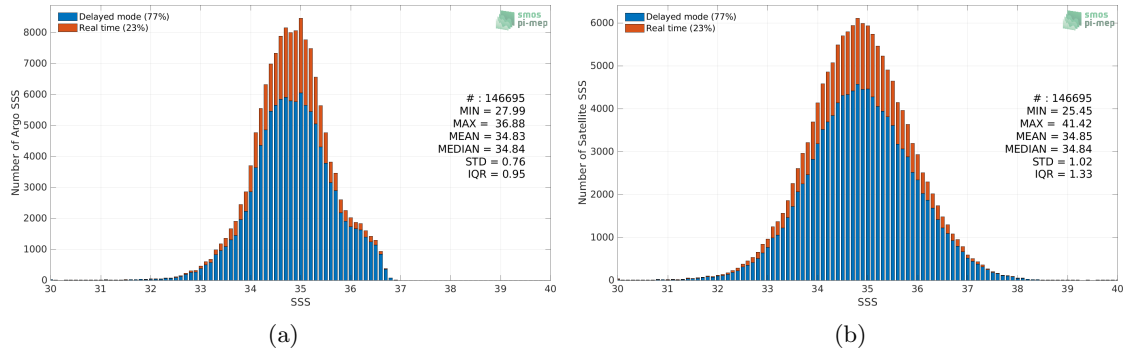 Delayed mode (77%)
Real time (23%)
smos
pi-mep
# : 146695
MIN = 27.99
MAX = 36.88
MEAN = 34.83
MEDIAN = 34.84
STD = 0.76
IQR = 0.95
Number of Argo SSS
8000
7000
6000
5000
4000
3000
2000
1000
0
30 31 32 33 34 35 36 37 38 39 40
SSS
(a)
Delayed mode (77%)
Real time (23%)
smos
pi-mep
# : 146695
MIN = 25.45
MAX = 41.42
MEAN = 34.85
MEDIAN = 34.84
STD = 1.02
IQR = 1.33
Number of Satellite SSS
6000
5000
4000
3000
2000
1000
0
30 31 32 33 34 35 36 37 38 39 40
SSS
(b)